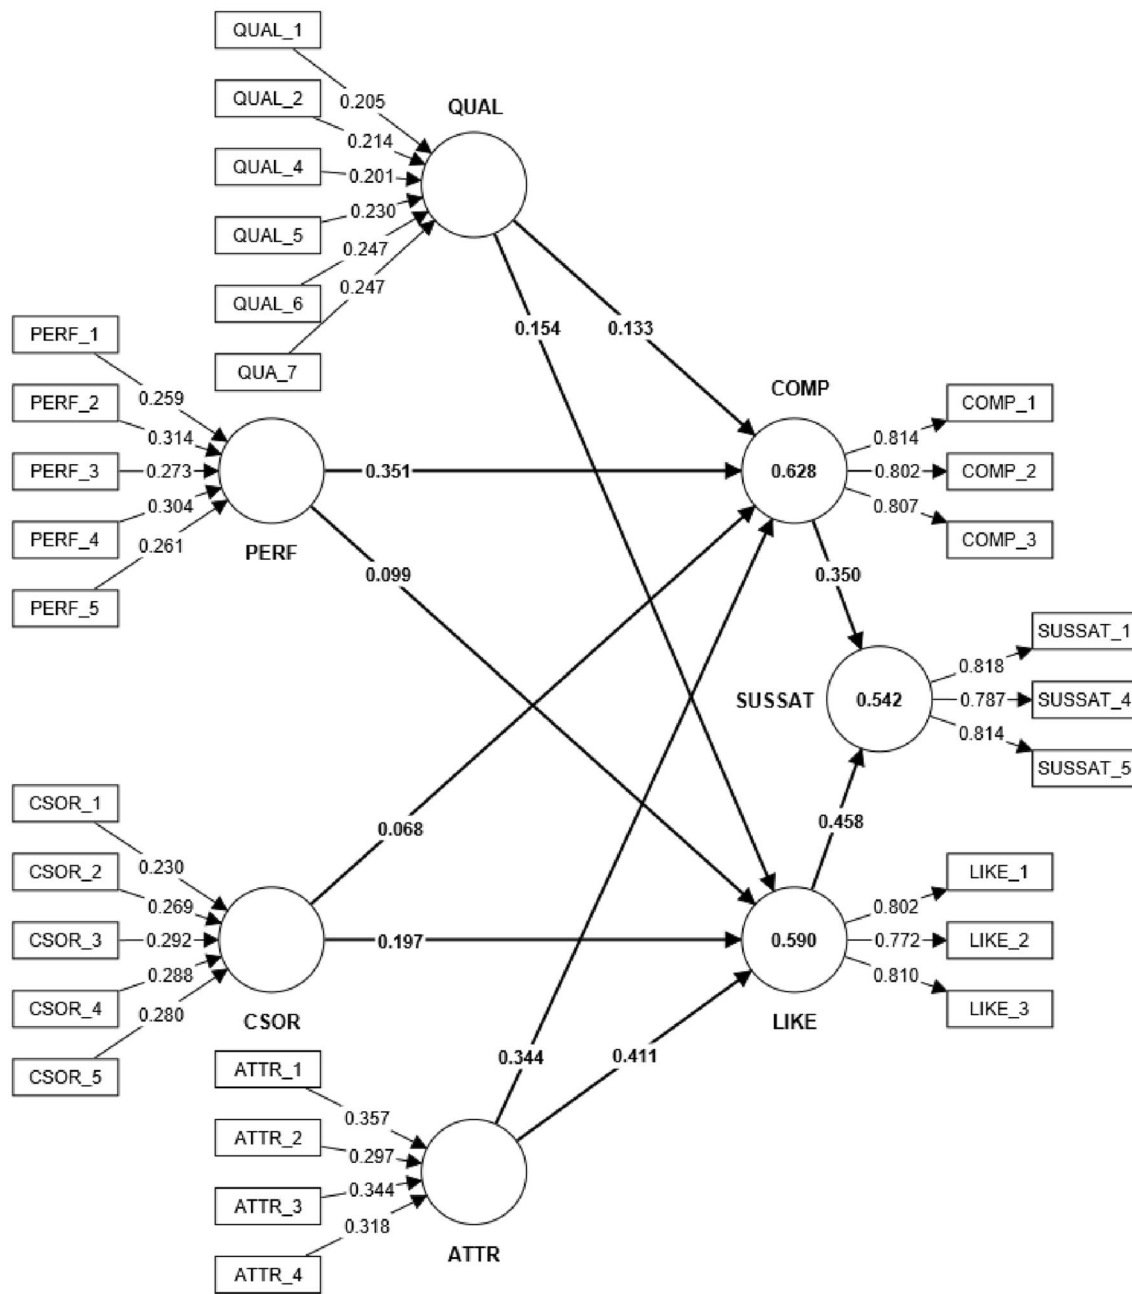 QUAL_1
QUAL_2
QUAL_4
QUAL_5
QUAL_6
QUA_7
0.205
0.214
0.201
0.230
0.247
0.247
QUAL
PERF_1
PERF_2
PERF_3
PERF_4
PERF_5
0.259
0.314
0.273
0.304
0.261
PERF
0.154
0.133
0.351
0.099
COMP
0.628
0.814
0.802
0.807
COMP_1
COMP_2
COMP_3
0.350
SUSSAT
0.542
0.818
0.787
0.814
SUSSAT_1
SUSSAT_4
SUSSAT_5
0.458
CSOR_1
CSOR_2
CSOR_3
CSOR_4
CSOR_5
0.230
0.269
0.292
0.288
0.280
CSOR
0.068
0.197
0.590
LIKE
0.802
0.772
0.810
LIKE_1
LIKE_2
LIKE_3
0.344
0.411
ATTR_1
ATTR_2
ATTR_3
ATTR_4
0.357
0.297
0.344
0.318
ATTR